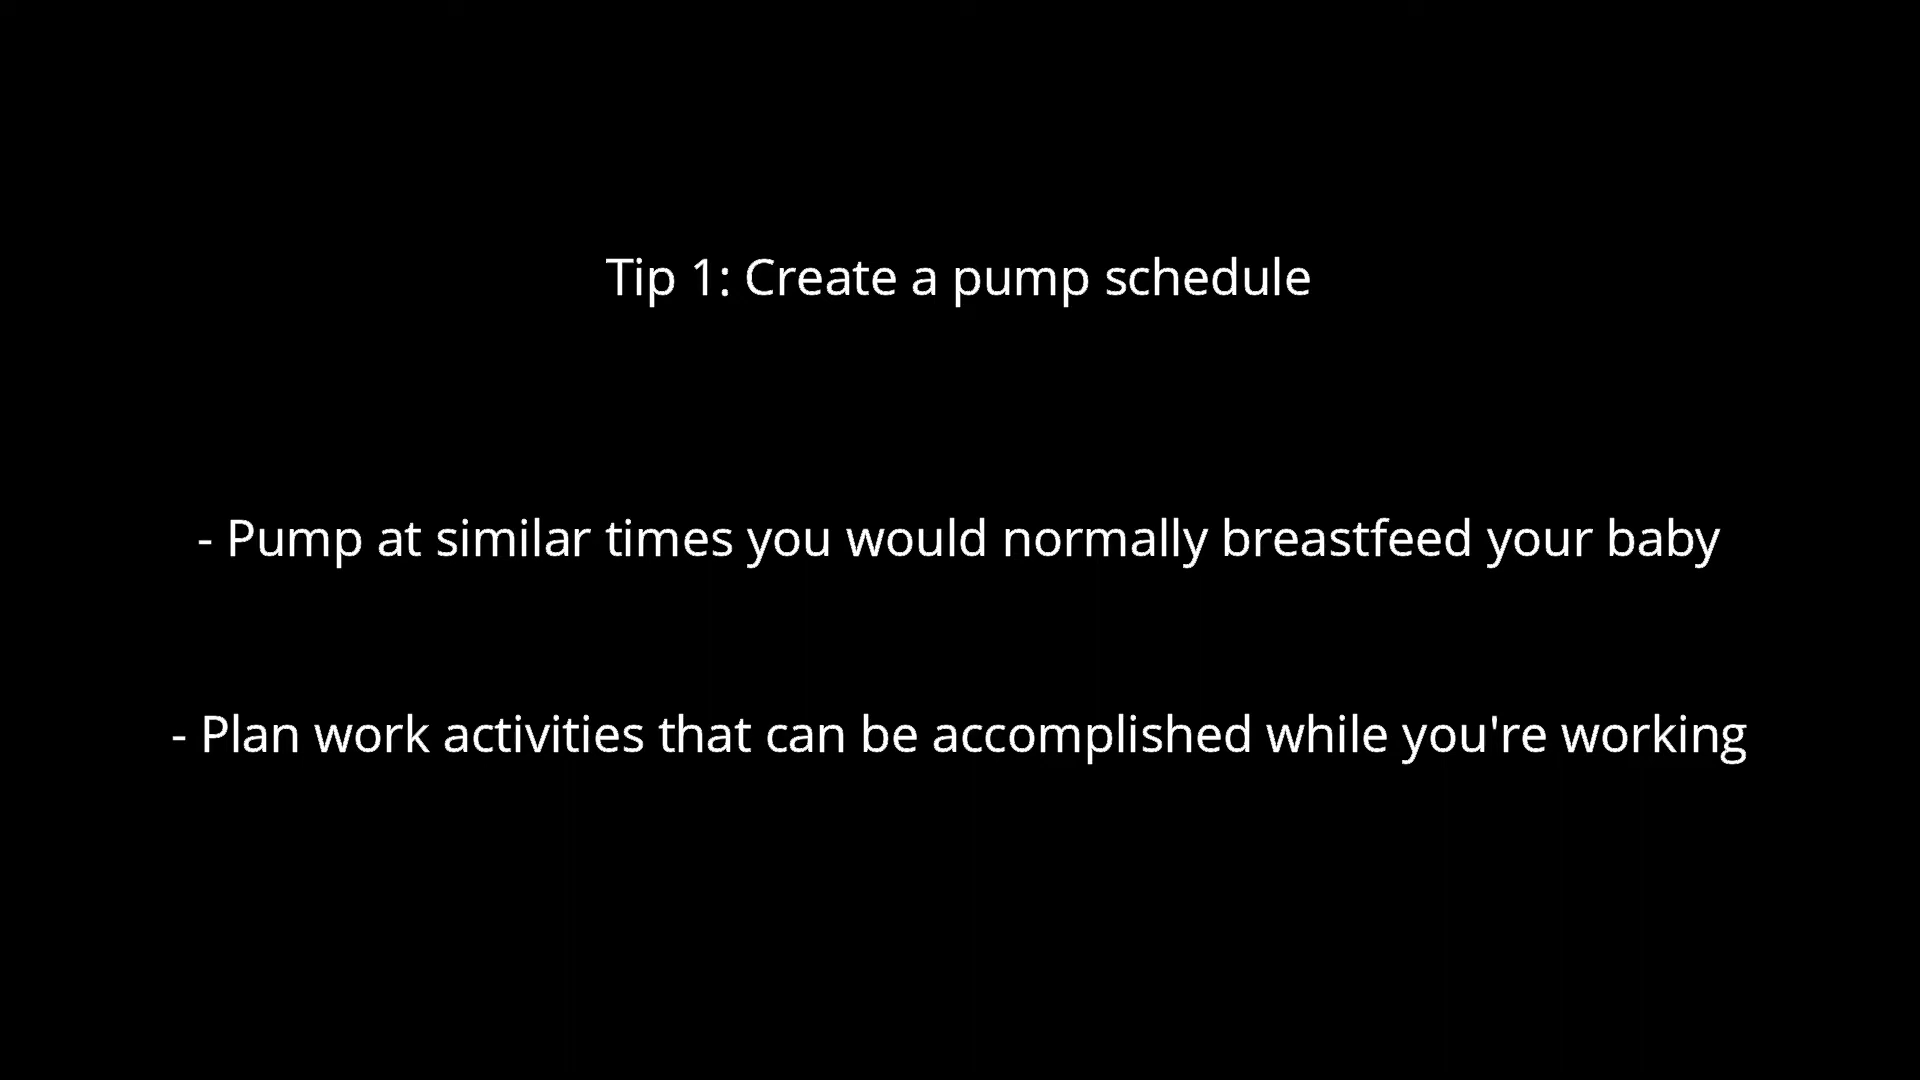 Tip 1: Create a pump schedule
- Pump at similar times you would normally breastfeed your baby
- Plan work activities that can be accomplished while you're working